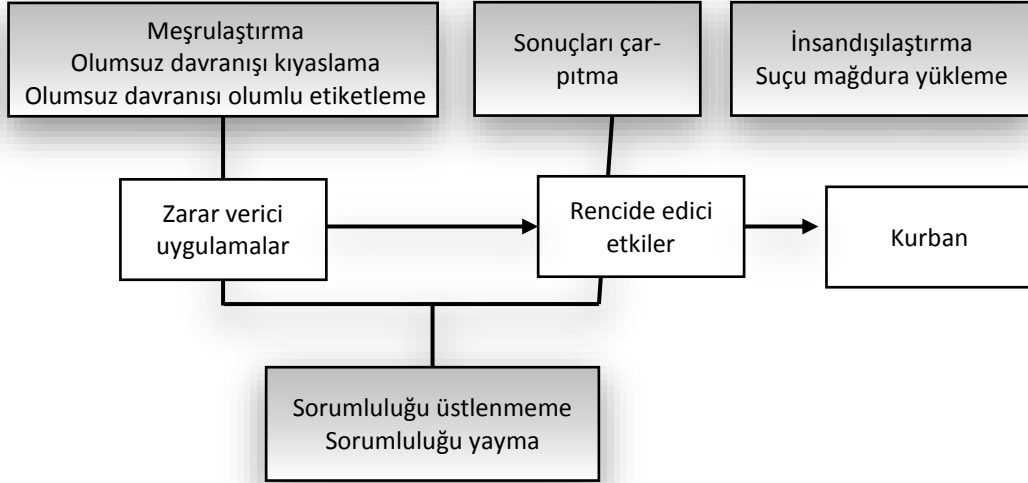 Meşrulaştırma
Olumsuz davranışı kıyaslama
Olumsuz davranısı olumlu etiketleme
Sonuçları çar-
pıtma
İnsandışılaştırma
Suçu mağdura yükleme
Zarar verici
uygulamalar
Rencide edici
etkiler
Kurban
Sorumluluğu üstlenmeme
Sorumluluğu yayma